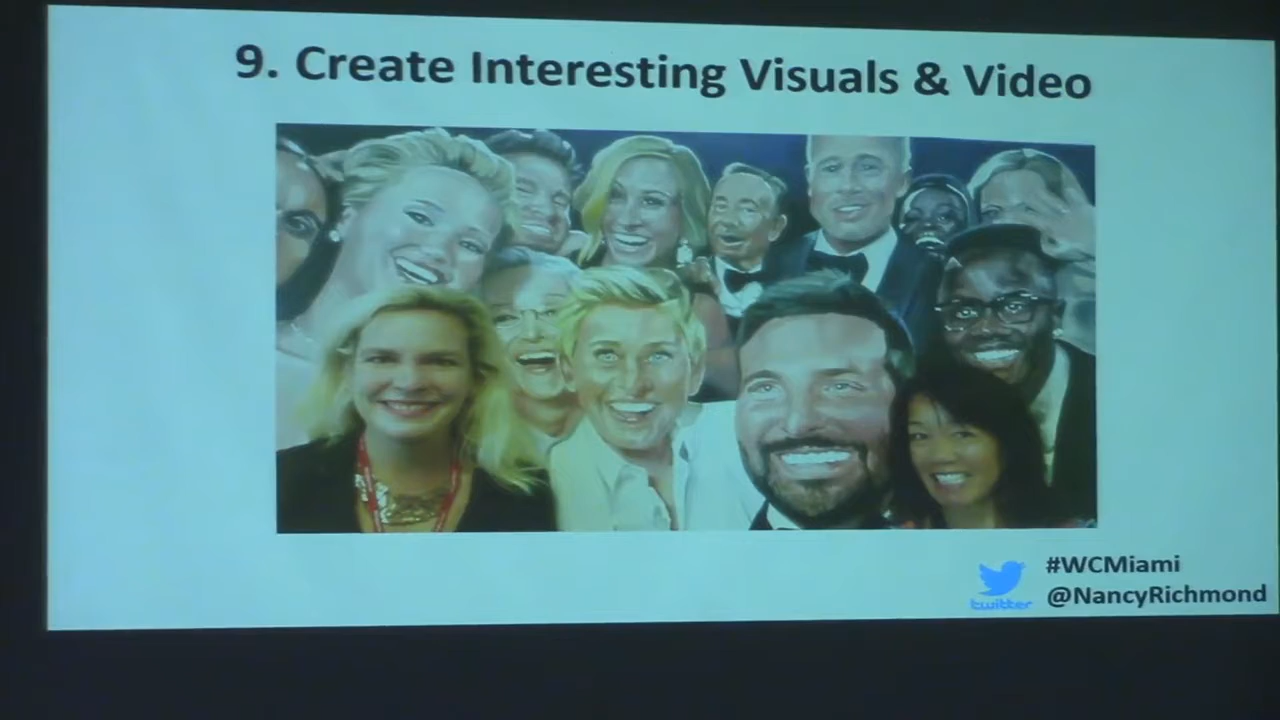 9. Create Interesting Visuals & Video
#WCMiami
twitter
@NancyRichmond